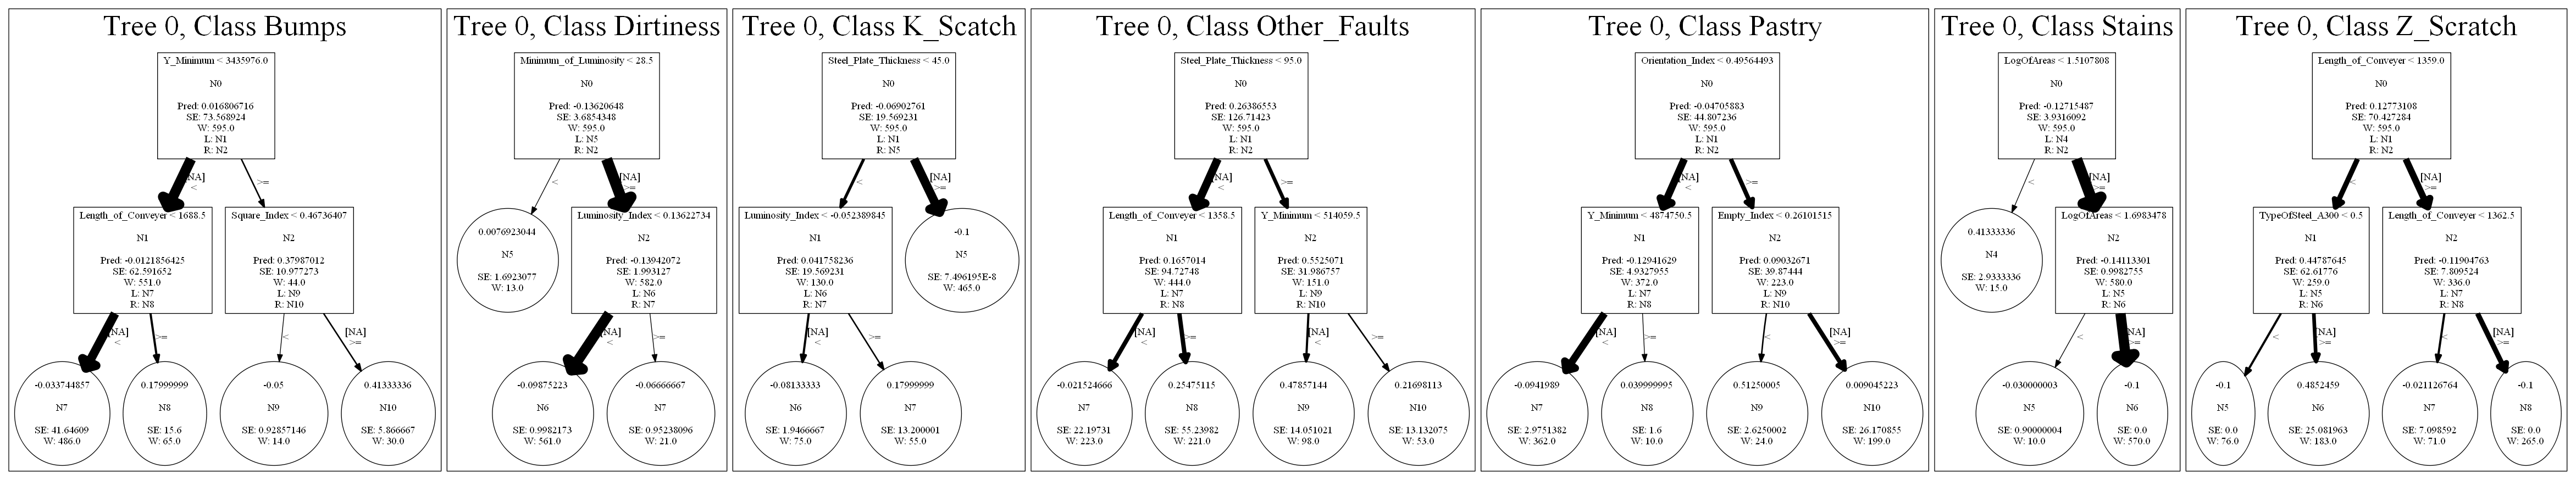 Tree 0, Class Bumps
Y_Minimum < 3435976.0
N0
Pred: 0.016806716
SE: 73.568924
W: 595.0
L: N1
R: N2
[NA]
<
>=
Length_of_Conveyer < 1688.5
N1
Pred: -0.0121856425
SE: 62.591652
W: 551.0
L: N7
R: N8
Square_Index < 0.46736407
N2
Pred: 0.37987012
SE: 10.977273
W: 44.0
L: N9
R: N10
[NA]
<
>=
<
[NA]
>=
-0.033744857
N7
SE: 41.64609
W: 486.0
0.17999999
N8
SE: 15.6
W: 65.0
-0.05
N9
SE: 0.92857146
W: 14.0
0.41333336
N10
SE: 5.866667
W: 30.0
Tree 0, Class Dirtiness
Minimum_of_Luminosity < 28.5
N0
Pred: -0.13620648
SE: 3.6854348
W: 595.0
L: N5
R: N2
<
[NA]
>=
0.0076923044
N5
SE: 1.6923077
W: 13.0
Luminosity_Index < 0.13622734
N2
Pred: -0.13942072
SE: 1.993127
W: 582.0
L: N6
R: N7
[NA]
<
>=
-0.09875223
N6
SE: 0.9982173
W: 561.0
-0.06666667
N7
SE: 0.95238096
W: 21.0
Tree 0, Class K_Scatch
Steel_Plate_Thickness < 45.0
N0
Pred: -0.06902761
SE: 19.569231
W: 595.0
L: N1
R: N5
<
[NA]
>=
Luminosity_Index < -0.052389845
N1
Pred: 0.041758236
SE: 19.569231
W: 130.0
L: N6
R: N7
-0.1
N5
SE: 7.496195E-8
W: 465.0
[NA]
<
>=
-0.08133333
N6
SE: 1.9466667
W: 75.0
0.17999999
N7
SE: 13.200001
W: 55.0
Tree 0, Class Other_Faults
Steel_Plate_Thickness < 95.0
N0
Pred: 0.26386553
SE: 126.71423
W: 595.0
L: N1
R: N2
[NA]
<
>=
Length_of_Conveyer < 1358.5
N1
Pred: 0.1657014
SE: 94.72748
W: 444.0
L: N7
R: N8
Y_Minimum < 514059.5
N2
Pred: 0.5525071
SE: 31.986757
W: 151.0
L: N9
R: N10
[NA]
<
>=
[NA]
<
>=
-0.021524666
N7
SE: 22.19731
W: 223.0
0.25475115
N8
SE: 55.23982
W: 221.0
0.47857144
N9
SE: 14.051021
W: 98.0
0.21698113
N10
SE: 13.132075
W: 53.0
Tree 0, Class Pastry
Orientation_Index < 0.49564493
N0
Pred: -0.04705883
SE: 44.807236
W: 595.0
L: N1
R: N2
[NA]
<
>=
Y_Minimum < 4874750.5
N1
Pred: -0.12941629
SE: 4.9327955
W: 372.0
L: N7
R: N8
Empty_Index < 0.26101515
N2
Pred: 0.09032671
SE: 39.87444
W: 223.0
L: N9
R: N10
[NA]
<
>=
<
[NA]
>=
-0.0941989
N7
SE: 2.9751382
W: 362.0
0.039999995
N8
SE: 1.6
W: 10.0
0.51250005
N9
SE: 2.6250002
W: 24.0
0.009045223
N10
SE: 26.170855
W: 199.0
Tree 0, Class Stains
LogOfAreas < 1.5107808
N0
Pred: -0.12715487
SE: 3.9316092
W: 595.0
L: N4
R: N2
<
[NA]
>=
0.41333336
N4
SE: 2.9333336
W: 15.0
LogOfAreas < 1.6983478
N2
Pred: -0.14113301
SE: 0.9982755
W: 580.0
L: N5
R: N6
<
[NA]
>=
-0.030000003
N5
SE: 0.90000004
W: 10.0
-0.1
N6
SE: 0.0
W: 570.0
Tree 0, Class Z_Scratch
Length_of_Conveyer < 1359.0
N0
Pred: 0.12773108
SE: 70.427284
W: 595.0
L: N1
R: N2
<
[NA]
>=
TypeOfSteel_A300 < 0.5
N1
Pred: 0.44787645
SE: 62.61776
W: 259.0
L: N5
R: N6
Length_of_Conveyer < 1362.5
N2
Pred: -0.11904763
SE: 7.809524
W: 336.0
L: N7
R: N8
<
[NA]
>=
<
[NA]
>=
-0.1
N5
SE: 0.0
W: 76.0
0.4852459
N6
SE: 25.081963
W: 183.0
-0.021126764
N7
SE: 7.098592
W: 71.0
-0.1
N8
SE: 0.0
W: 265.0